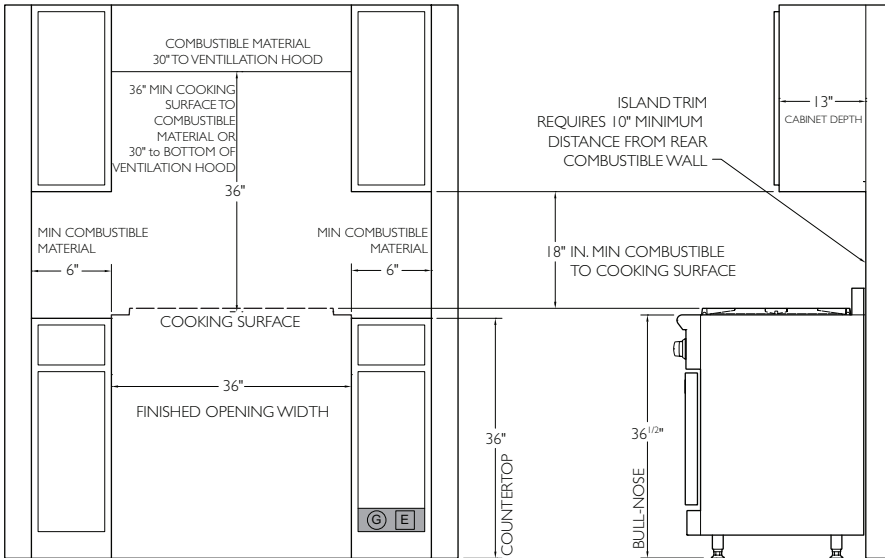 COMBUSTIBLE MATERIAL
30" TO VENTILLATION HOOD
36" MIN COOKING
SURFACE TO
COMBUSTIBLE
MATERIAL OR
30" to BOTTOM OF
VENTILATION HOOD
36"
MIN COMBUSTIBLE
MATERIAL
6"
MIN COMBUSTIBLE
MATERIAL
6"
COOKING SURFACE
36"
FINISHED OPENING WIDTH
G E
36"
COUNTERTOP
ISLAND TRIM
REQUIRES 10" MINIMUM
DISTANCE FROM REAR
COMBUSTIBLE WALL
13"
CABINET DEPTH
18" IN. MIN COMBUSTIBLE
TO COOKING SURFACE
36 1/2"
BULL-NOSE